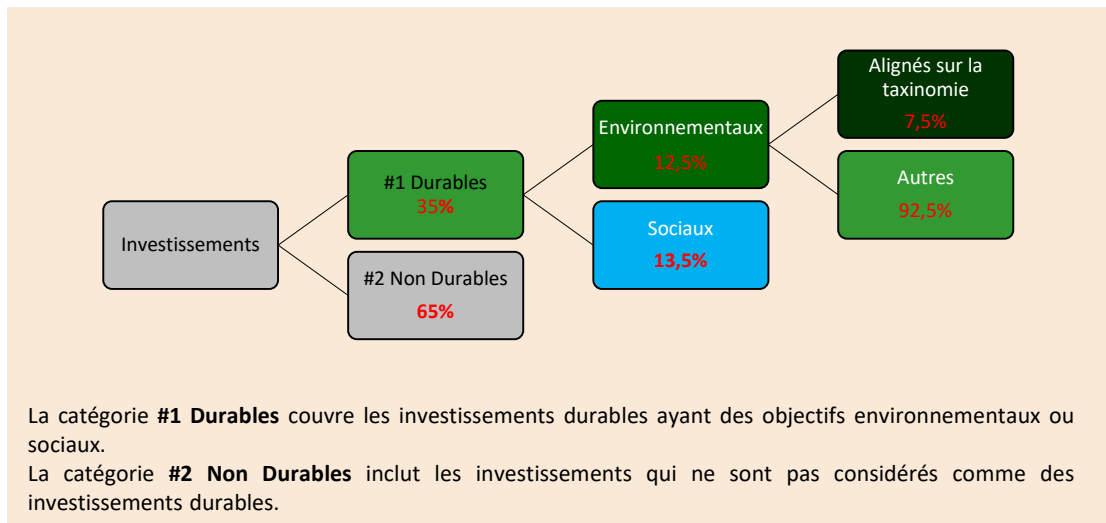 Investissements
#1 Durables
35%
#2 Non Durables
65%
Environnementaux
12,5%
Sociaux
13,5%
Alignés sur la
taxinomie
7,5%
Autres
92,5%
La catégorie #1 Durables couvre les investissements durables ayant des objectifs environnementaux ou
sociaux.
La catégorie #2 Non Durables inclut les investissements qui ne sont pas considérés comme des
investissements durables.